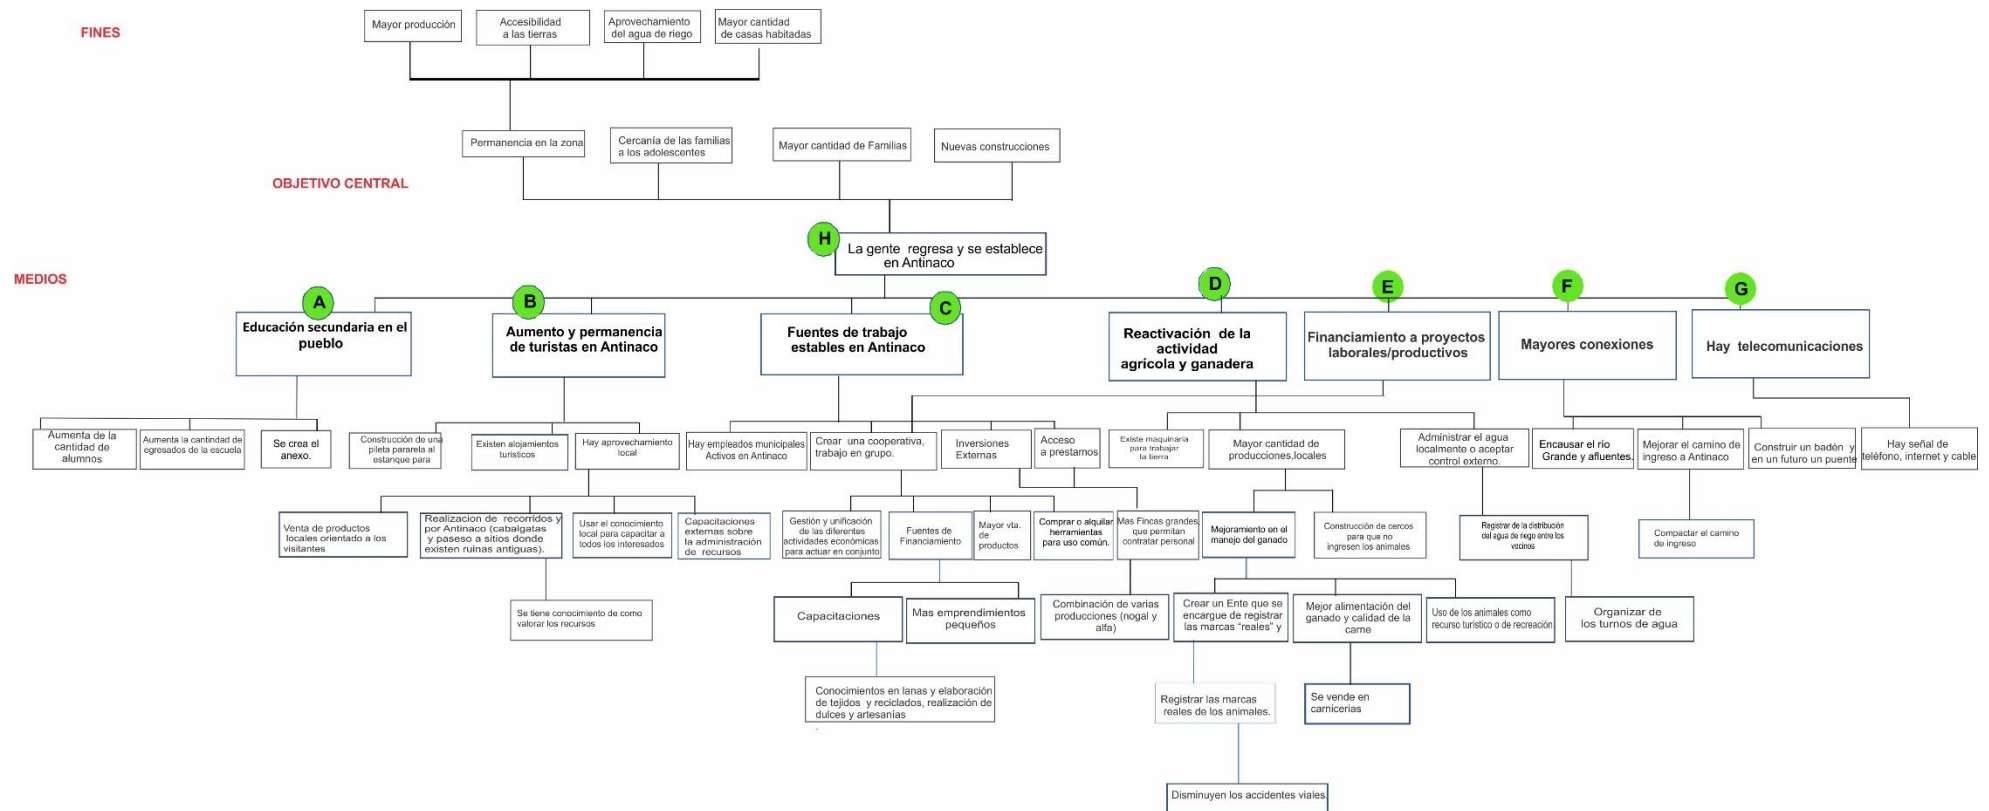 FINES
Mayor producción
Accesibilidad
a las tierras
Aprovechamiento
del agua de riego
Mayor cantidad
de casas habitadas
Permanencia en la zona
Cercanía de las familias
a los adolescentes
Mayor cantidad de Familias
Nuevas construcciones
OBJETIVO CENTRAL
H
La gente regresa y se establece
en Antinaco
MEDIOS
A
Educación secundaria en el
pueblo
B
Aumento y permanencia
de turistas en Antinaco
C
Fuentes de trabajo
estables en Antinaco
D
Reactivación de la
actividad
agrícola y ganadera
E
Financiamiento a proyectos
laborales/productivos
F
Mayores conexiones
G
Hay telecomunicaciones
Aumenta de la
cantidad de
alumnos
Aumenta la cantindad de
egresados de la escuela
Se crea el
anexo.
Construcción de una
pileta pararela al
estanque para
Existen alojamientos
turisticos
Hay aprovechamiento
local
Hay empleados municipales
Activos en Antinaco
Crear una cooperativa,
trabajo en grupo.
Inversiones
Externas
Acceso
a prestamos
Existe maquinaria
para trabajar
la tierra
Mayor cantidad de
producciones,locales
Administrar el agua
localmente o aceptar
control externo.
Encausar el río
Grande y afluentes.
Mejorar el camino de
ingreso a Antinaco
Construir un badén y
en un futuro un puente
Hay señal de
teléfono, internet y cable
Venta de productos
locales orientado a los
visitantes
Realizacion de recorridos y
por Antinaco (cabalgatas
y paseso a sitios donde
existen ruinas antiguas).
Usar el conocimiento
local para capacitar a
todos los interesados
Capacitaciones
externas sobre
la administración
de recursos
Gestión y unificación
de las diferentes
actividades económicas
para actuar en conjunto
Fuentes de
Financiamiento
Mayor vta.
de
productos
Comprar o alquilar
herramientas
para uso común.
Mas Fincas grandes,
que permitan
contratar personal
Mejoramiento en el
manejo del ganado
Construcción de cercos
para que no
ingresen los animales
Registrar de la distribución
del agua de riego entre los
vecinos
Compactar el camino
de ingreso
Se tiene conocimiento de como
valorar los recursos
Capacitaciones
Mas emprendimientos
pequeños
Combinación de varias
producciones (nogal y
alfa)
Crear un Ente que se
encargue de registrar
las marcas “reales” y
Mejor alimentación del
ganado y calidad de la
carne
Uso de los animales como
recurso turístico o de recreación
Organizar de
los turnos de agua
Conocimientos en lanas y elaboración
de tejidos y reciclados, realización de
dulces y artesanías
.
Registrar las marcas
reales de los animales.
Se vende en
carnicerias
Disminuyen los accidentes viales.